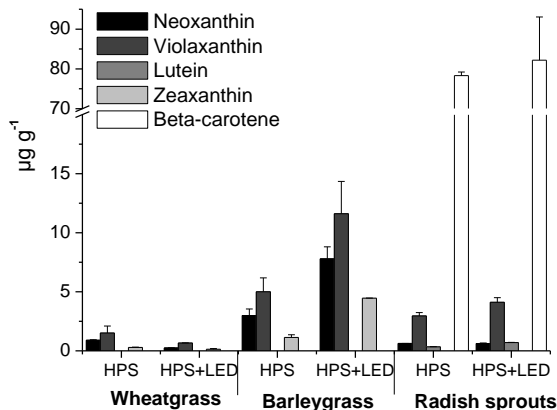 Neoxanthin
Violaxanthin
Lutein
Zeaxanthin
Beta-carotene
µg g⁻¹
90
80
70
15
10
5
0
HPS HPS+LED HPS HPS+LED HPS HPS+LED
Wheatgrass Barleygrass Radish sprouts